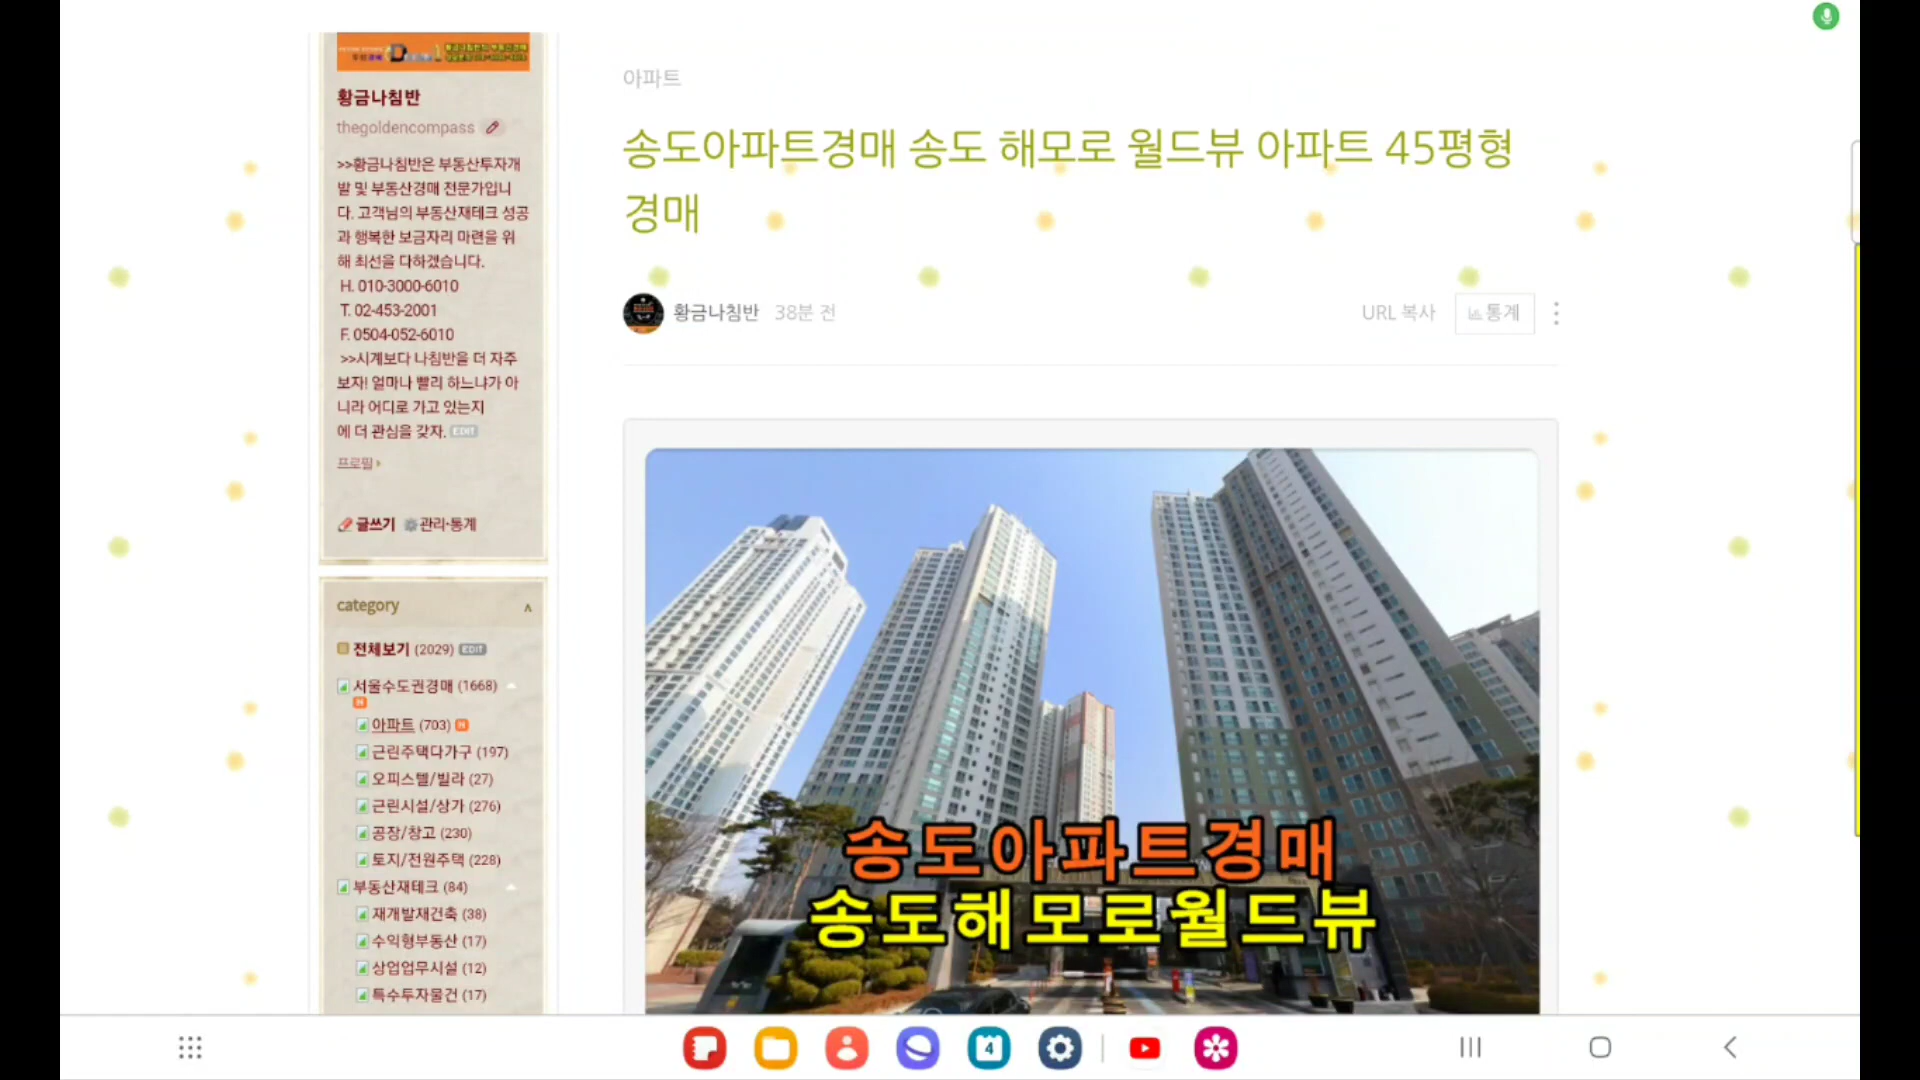 황금나침반
thegoldencompass
>>황금나침반은 부동산투자개
발 및 부동산경매 전문가입니
다. 고객님의 부동산재테크 성공
과 행복한 보금자리 마련을 위
해 최선을 다하겠습니다.
H. 010-3000-6010
T. 02-453-2001
F. 0504-052-6010
>>시계보다 나침반을 더 자주
보자! 얼마나 빨리 하느냐가 아
니라 어디로 가고 있는지
에 더 관심을 갖자. EDIT
프로필
글쓰기 관리·통계
category
전체보기 (2029) EDIT
서울수도권경매 (1668)
N
아파트 (703) N
근린주택다가구 (197)
오피스텔/빌라 (27)
근린시설/상가 (276)
공장/창고 (230)
토지/전원주택 (228)
부동산재테크 (84)
재개발재건축 (38)
수익형부동산 (17)
상업업무시설 (12)
특수투자물건 (17)
아파트
송도아파트경매 송도 해모로 월드뷰 아파트 45평형
경매
황금나침반 38분 전
URL 복사 통계
송도아파트경매
송도해모로월드뷰
4